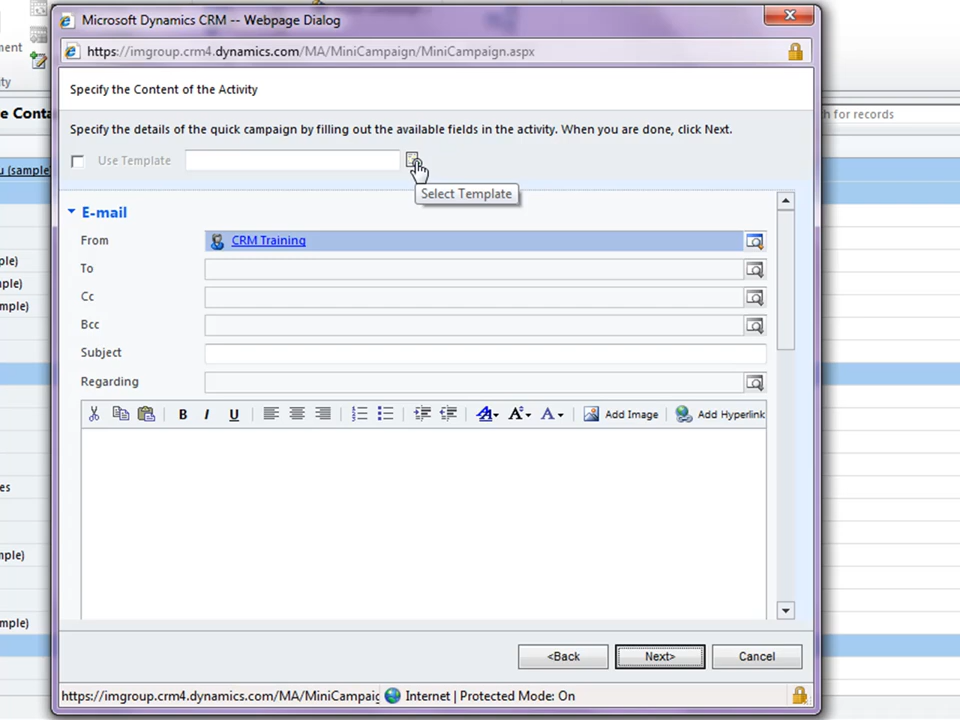 Microsoft Dynamics CRM -- Webpage Dialog
https://imgroup.crm4.dynamics.com/MA/MiniCampaign/MiniCampaign.aspx
Specify the Content of the Activity
Specify the details of the quick campaign by filling out the available fields in the activity. When you are done, click Next.
Use Template
Select Template
E-mail
From CRM Training
To
Cc
Bcc
Subject
Regarding
B I U A A A Add Image Add Hyperlink
<Back Next> Cancel
https://imgroup.crm4.dynamics.com/MA/MiniCampaig Internet | Protected Mode: On
ment
ty
e Conta
h for records
u (sample
ple)
ple)
mple)
es
mple)
mple)